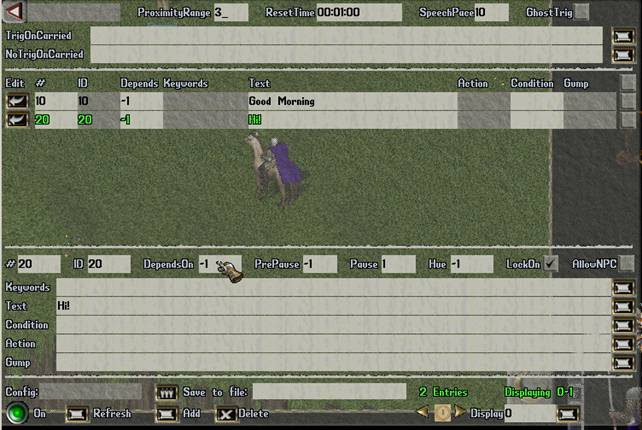 ProximityRange 3_ ResetTime 00:01:00 SpeechPace 10 GhostTrig
TrigOnCarried
NoTrigOnCarried
Edit # ID Depends Keywords Text Action Condition Gump
10 10 -1 Good Morning
20 20 -1 Hi!
# 20 ID 20 DependsOn -1 PrePause -1 Pause 1 Hue -1 LockOn AllowNPC
Keywords
Text Hi!
Condition
Action
Gump
Config: Save to file: 2 Entries Displaying 0-1
On Refresh Add Delete 0 Display 0